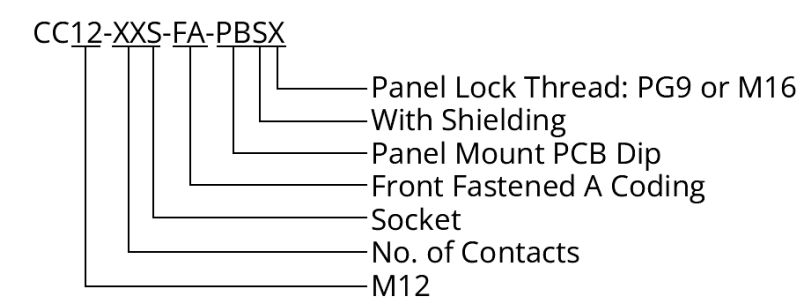 CC12-XXS-FA-PBSX
Panel Lock Thread: PG9 or M16
With Shielding
Panel Mount PCB Dip
Front Fastened A Coding
Socket
No. of Contacts
M12